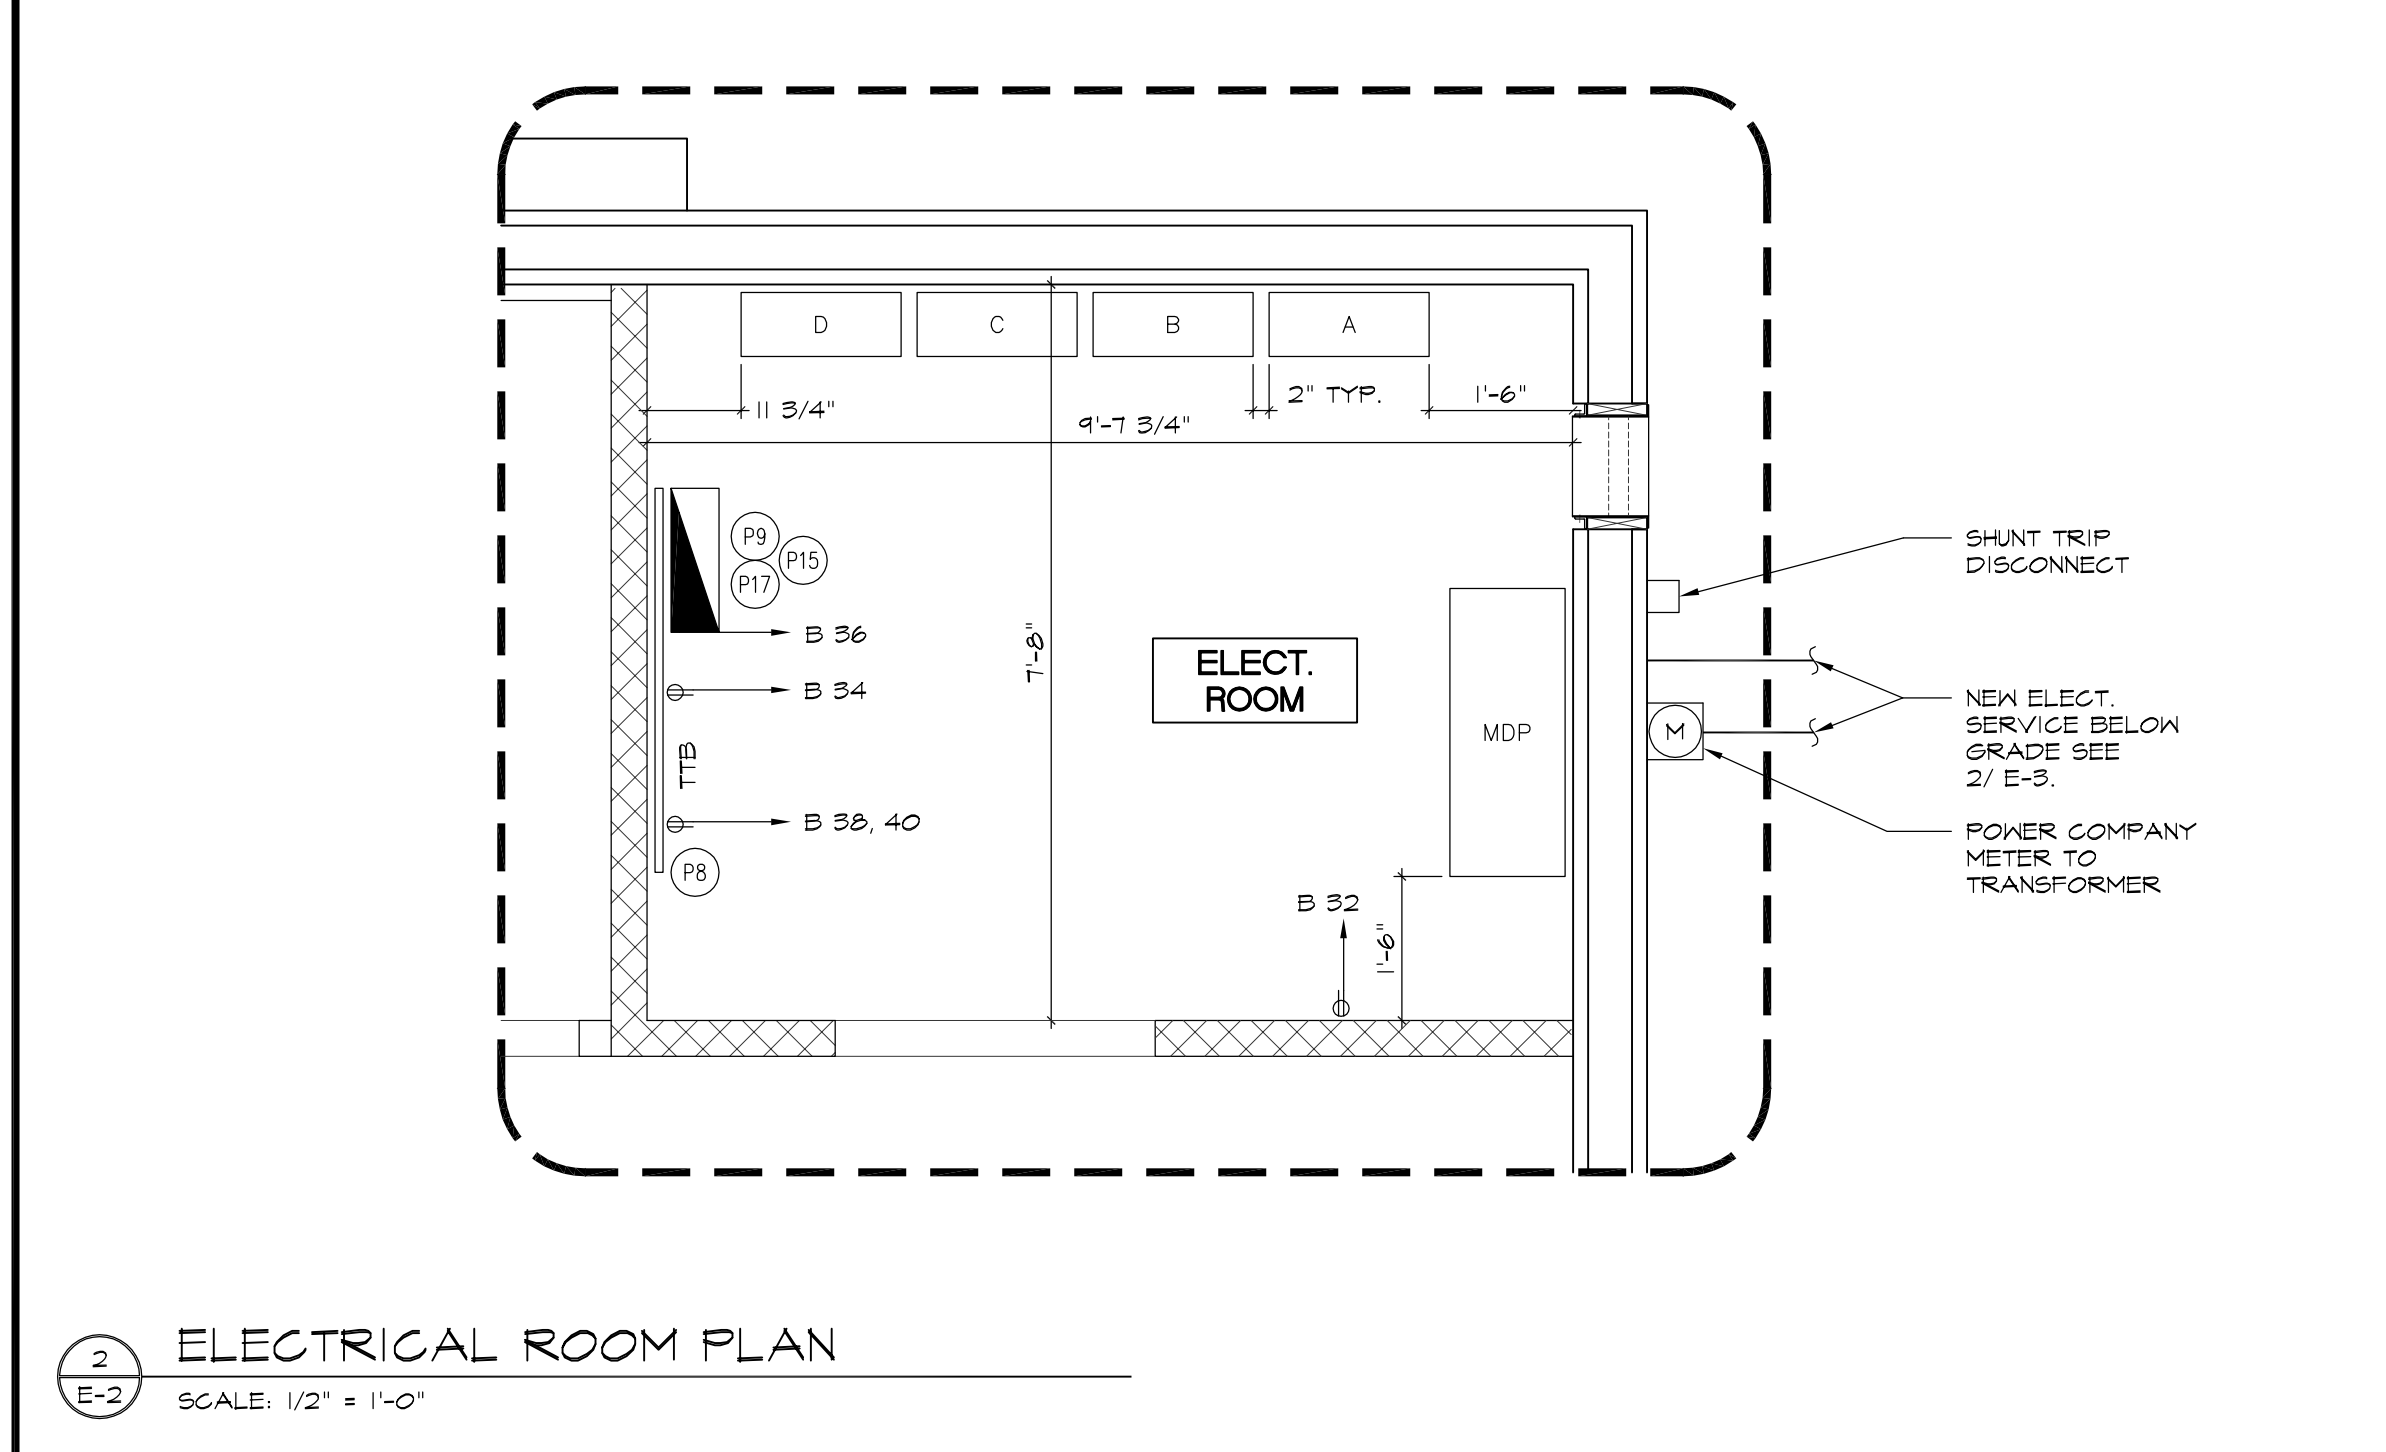 D
C
B
A
11 3/4"
2" TYP.
1'-6"
9'-7 3/4"
P9
P15
P17
B 36
B 34
TTB
B 38, 40
P8
7'-8"
ELECT.
ROOM
MDP
B 32
1'-6"
M
SHUNT TRIP
DISCONNECT
NEW ELECT.
SERVICE BELOW
GRADE SEE
2/ E-3.
POWER COMPANY
METER TO
TRANSFORMER
2
E-2
ELECTRICAL ROOM PLAN
SCALE: 1/2" = 1'-0"